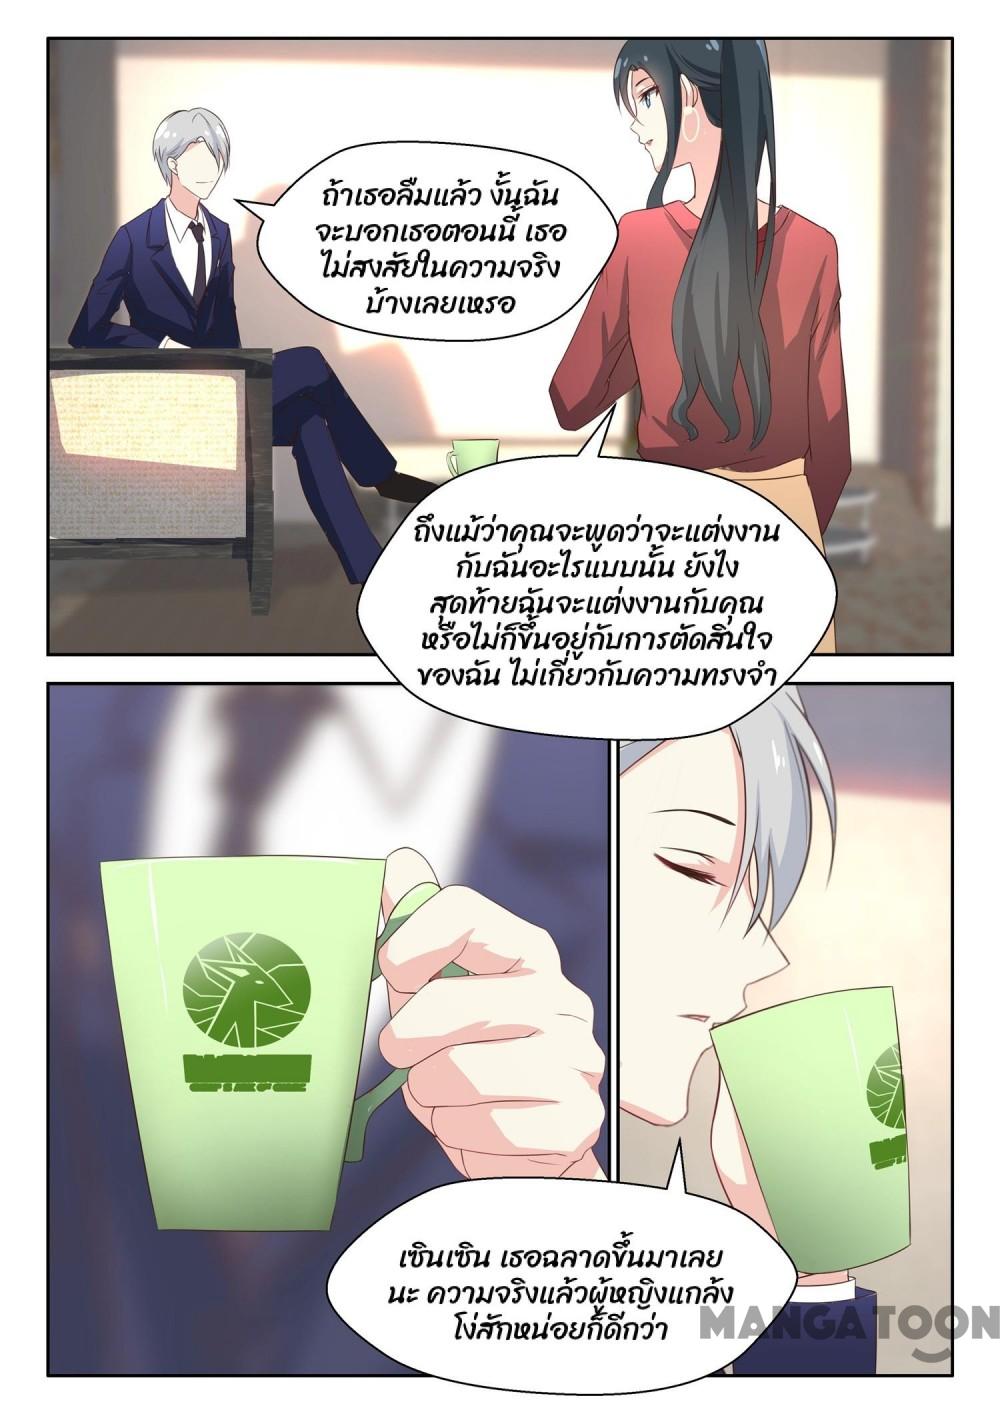 ถ้าเธอลืมแล้ว งั้นฉัน
จะบอกเธอตอนนี้ เธอ
ไม่สงสัยในความจริง
บ้างเลยเหรอ
ถึงแม้ว่าคุณจะพูดว่าจะแต่งงาน
กับฉันอะไรแบบนั้น ยังไง
สุดท้ายฉันจะแต่งงานกับคุณ
หรือไม่ก็ขึ้นอยู่กับการตัดสินใจ
ของฉัน ไม่เกี่ยวกับความทรงจำ
เซินเซิน เธอฉลาดขึ้นมาเลย
นะ ความจริงแล้วผู้หญิงแกล้ง
โง่สักหน่อยก็ดีกว่า
MANGATOON